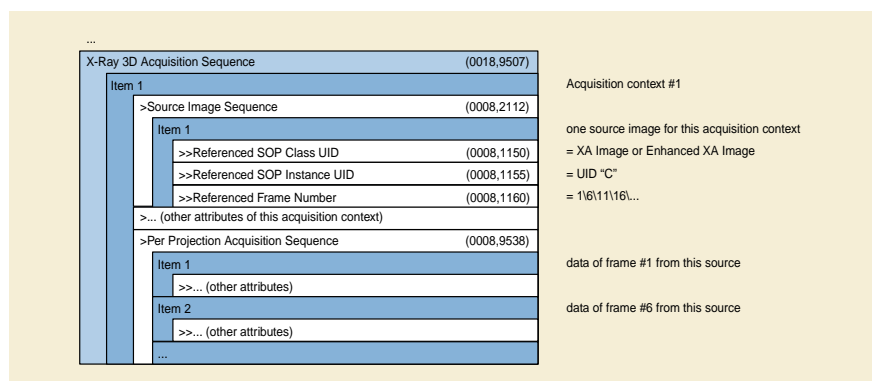 ...
X-Ray 3D Acquisition Sequence (0018,9507)
Item 1 Acquisition context #1
>Source Image Sequence (0008,2112)
Item 1 one source image for this acquisition context
>>Referenced SOP Class UID (0008,1150) = XA Image or Enhanced XA Image
>>Referenced SOP Instance UID (0008,1155) = UID “C”
>>Referenced Frame Number (0008,1160) = 1\6\11\16\...
>... (other attributes of this acquisition context)
>Per Projection Acquisition Sequence (0008,9538)
Item 1 data of frame #1 from this source
>>... (other attributes)
Item 2 data of frame #6 from this source
>>... (other attributes)
...